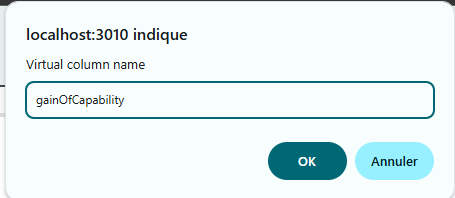 localhost:3010 indique
Virtual column name
gainOfCapability
OK
Annuler